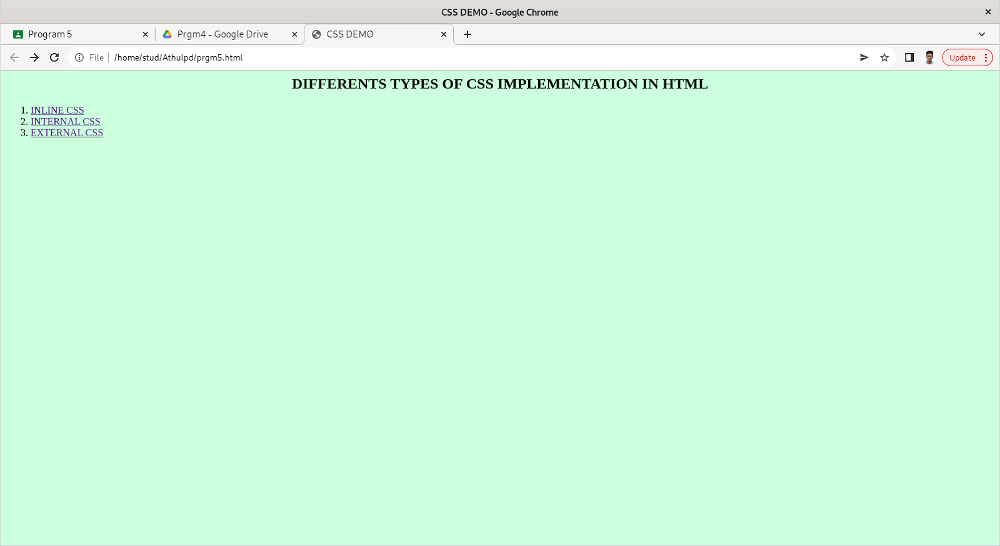 CSS DEMO - Google Chrome
Program 5
Prgm4 - Google Drive
CSS DEMO
File
/home/stud/Athulpd/prgm5.html
Update
DIFFERENTS TYPES OF CSS IMPLEMENTATION IN HTML
1. INLINE CSS
2. INTERNAL CSS
3. EXTERNAL CSS